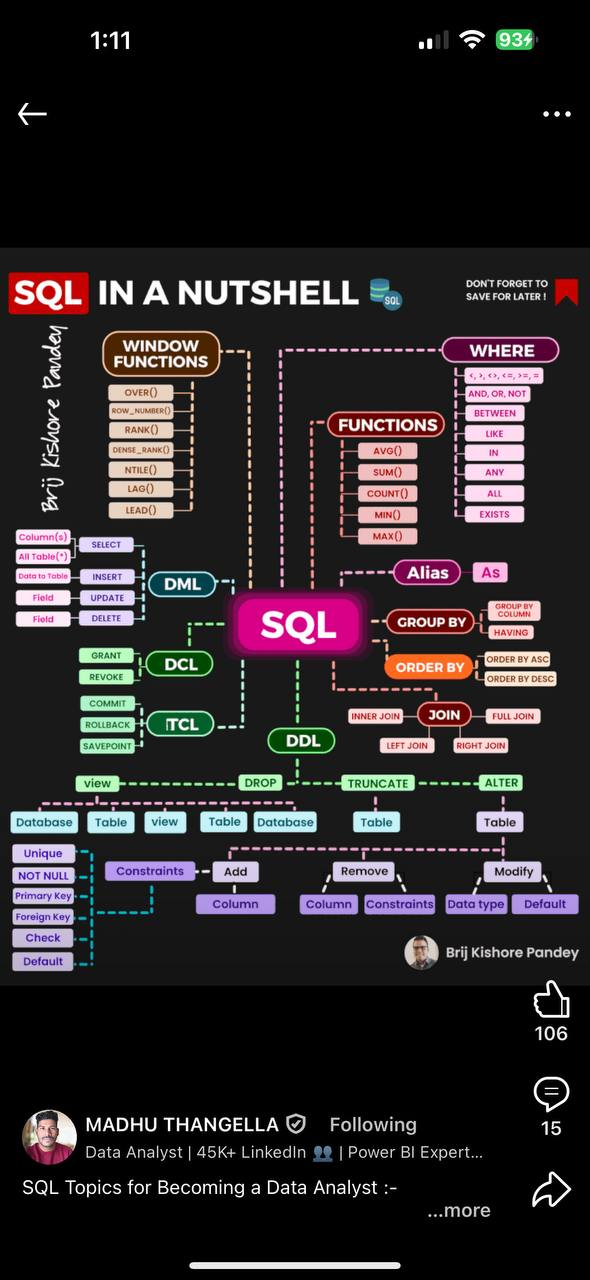 1:11
93
SQL IN A NUTSHELL
SQL
DON'T FORGET TO
SAVE FOR LATER !
Brij Kishore Pandey
WINDOW
FUNCTIONS
OVER()
ROW_NUMBER()
RANK()
DENSE_RANK()
NTILE()
LAG()
LEAD()
WHERE
<, >, <>, <=, >=, =
AND, OR, NOT
BETWEEN
LIKE
IN
ANY
ALL
EXISTS
FUNCTIONS
AVG()
SUM()
COUNT()
MIN()
MAX()
Column(s)
All Table(*)
SELECT
Data to Table
INSERT
Field
UPDATE
Field
DELETE
DML
Alias
As
SQL
GROUP BY
GROUP BY
COLUMN
HAVING
ORDER BY
ORDER BY ASC
ORDER BY DESC
GRANT
REVOKE
DCL
COMMIT
ROLLBACK
SAVEPOINT
TCL
INNER JOIN
JOIN
FULL JOIN
LEFT JOIN
RIGHT JOIN
DDL
view
DROP
TRUNCATE
ALTER
Database
Table
view
Table
Database
Table
Table
Unique
NOT NULL
Primary Key
Foreign Key
Check
Default
Constraints
Add
Column
Remove
Column
Constraints
Modify
Data type
Default
Brij Kishore Pandey
106
15
MADHU THANGELLA
Following
Data Analyst | 45K+ LinkedIn 👥 | Power BI Expert...
SQL Topics for Becoming a Data Analyst :-
...more